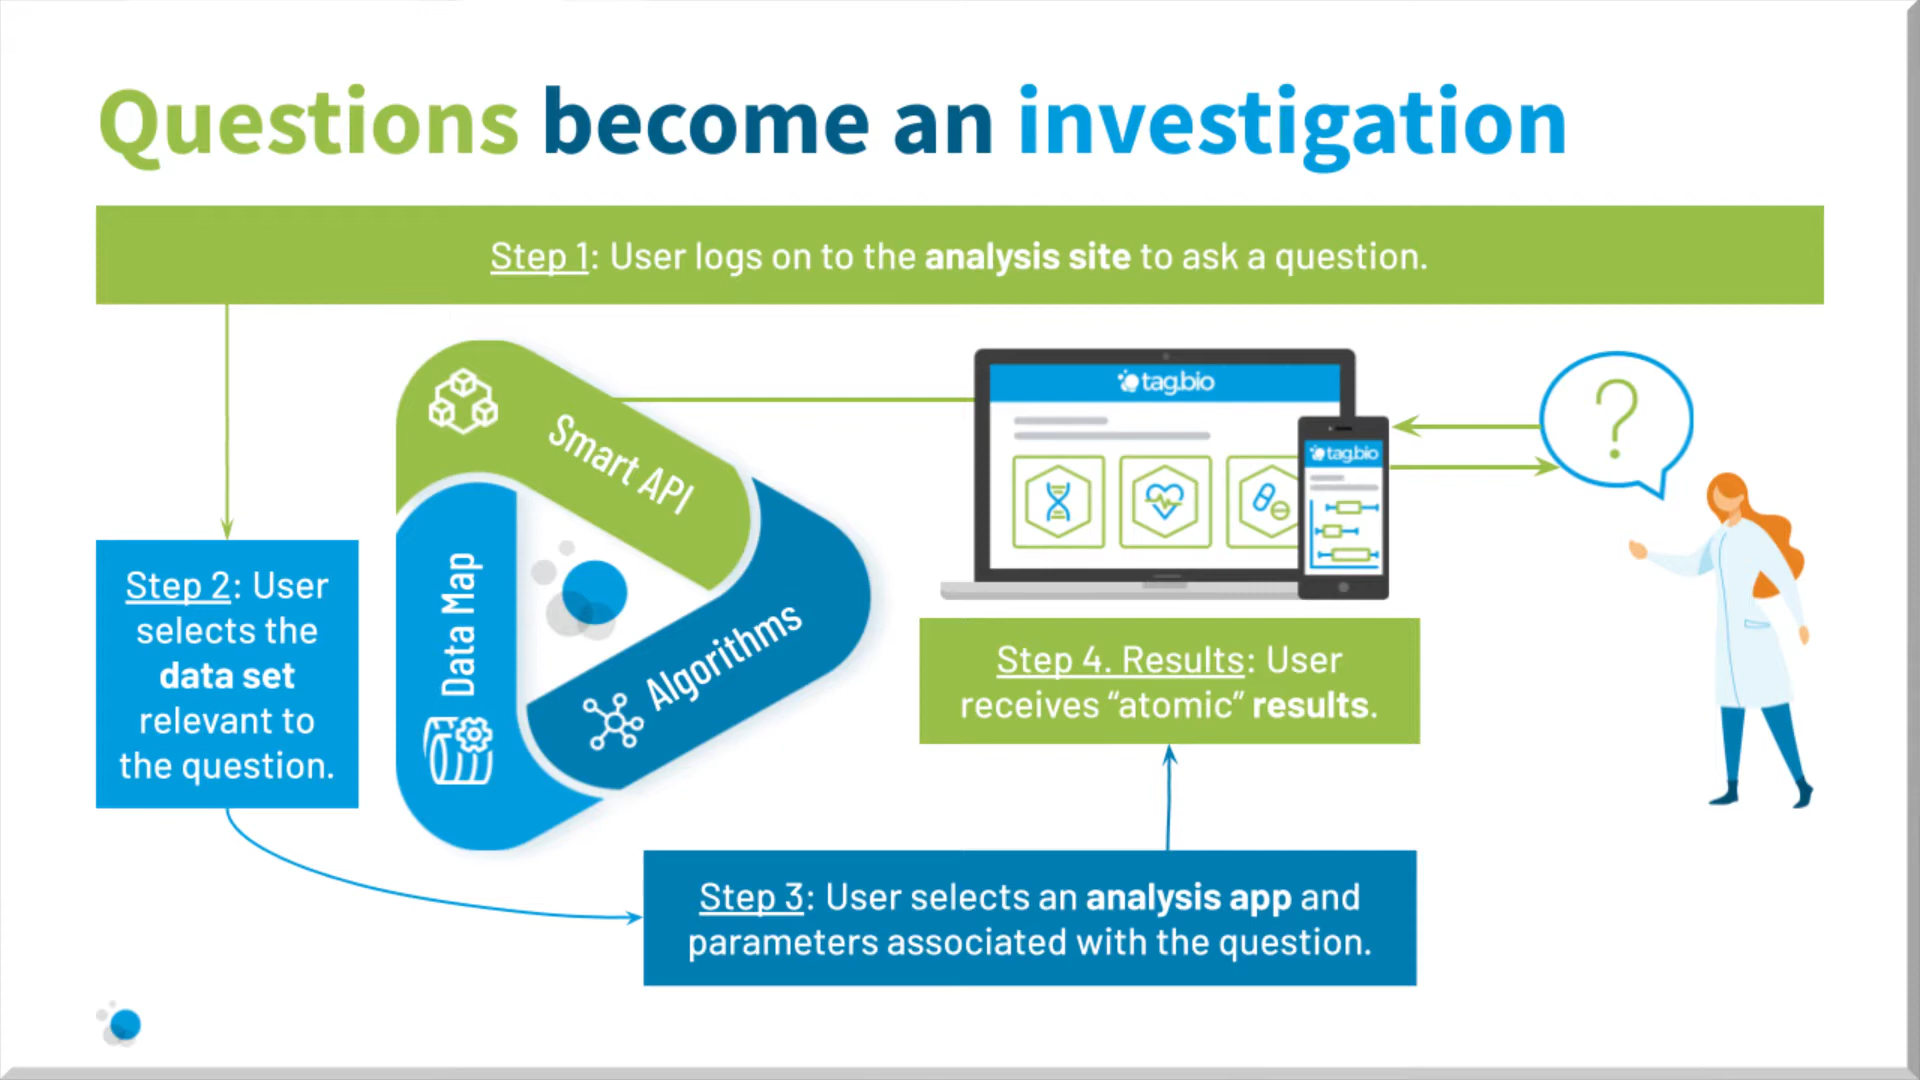 Questions become an investigation
Step 1: User logs on to the analysis site to ask a question.
Smart API
Data Map
Algorithms
tag.bio
tag.bio
?
Step 2: User
selects the
data set
relevant to
the question.
Step 4. Results: User
receives “atomic” results.
Step 3: User selects an analysis app and
parameters associated with the question.